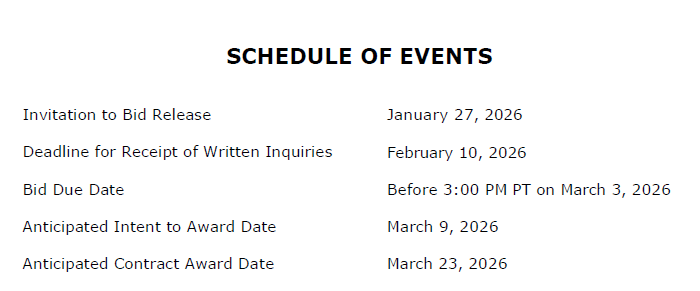 SCHEDULE OF EVENTS
Invitation to Bid Release January 27, 2026
Deadline for Receipt of Written Inquiries February 10, 2026
Bid Due Date Before 3:00 PM PT on March 3, 2026
Anticipated Intent to Award Date March 9, 2026
Anticipated Contract Award Date March 23, 2026